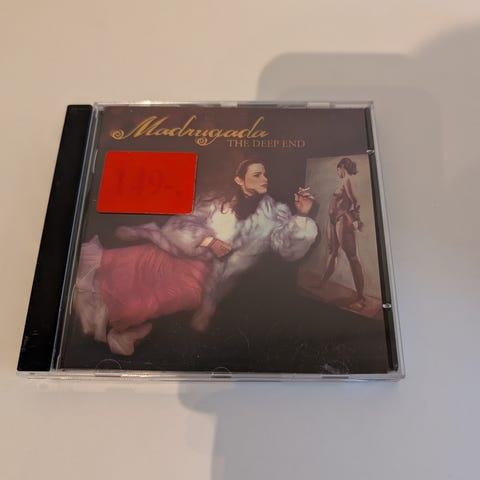 Madrugada
THE DEEP END
149-.